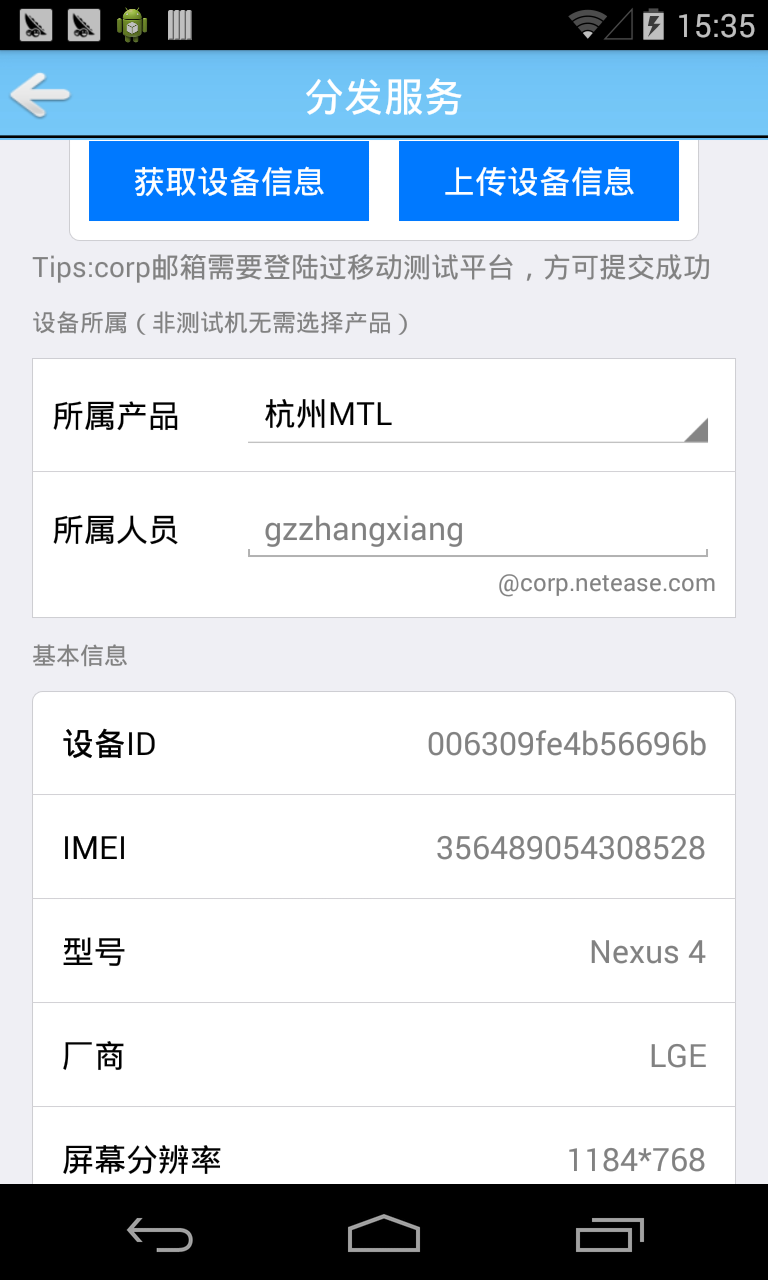 15:35
分发服务
获取设备信息 上传设备信息
Tips:corp邮箱需要登陆过移动测试平台，方可提交成功
设备所属（非测试机无需选择产品）
所属产品 杭州MTL
所属人员 gzzhangxiang
@corp.netease.com
基本信息
设备ID 006309fe4b56696b
IMEI 356489054308528
型号 Nexus 4
厂商 LGE
屏幕分辨率 1184*768